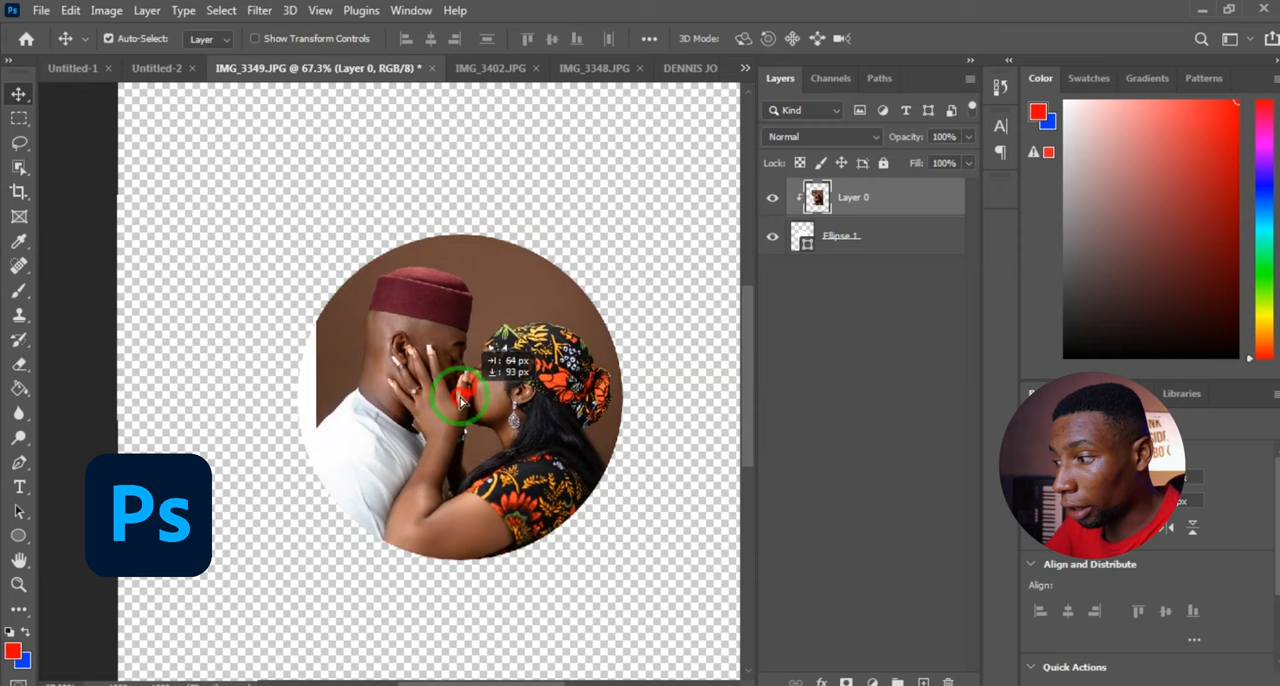 Ps File Edit Image Layer Type Select Filter 3D View Plugins Window Help
Auto-Select: Layer Show Transform Controls 3D Mode:
Untitled-1 × Untitled-2 × IMG_3349.JPG @ 67.3% (Layer 0, RGB/8) * × IMG_3402.JPG × IMG_3348.JPG × DENNIS JO
Layers Channels Paths
Color Swatches Gradients Patterns
Kind
Normal Opacity: 100%
Lock: Fill: 100%
Layer 0
Ellipse 1
: 64 px
: 93 px
Libraries
px
Ps
Align and Distribute
Align:
Quick Actions